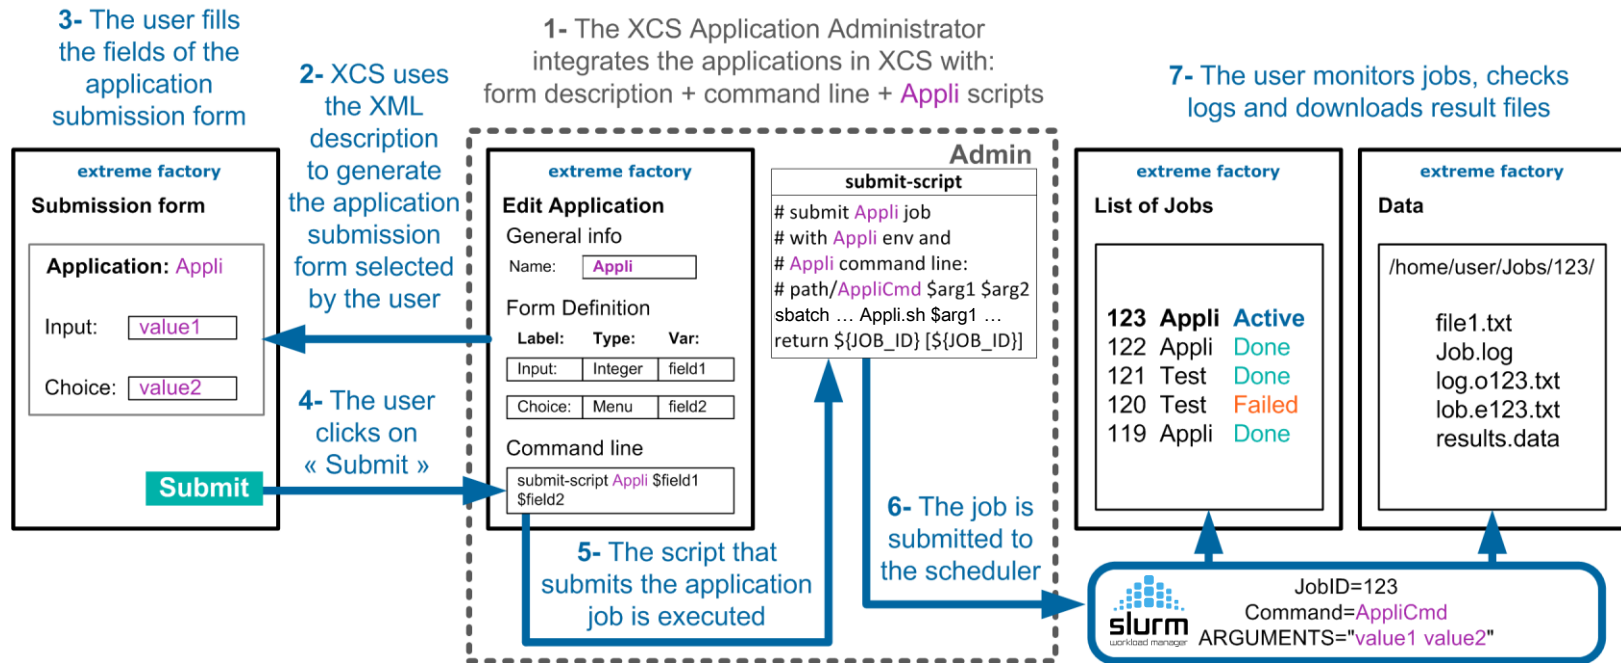 3- The user fills
the fields of the
application
submission form
2- XCS uses
the XML
description
to generate
the application
submission
form selected
by the user
1- The XCS Application Administrator
integrates the applications in XCS with:
form description + command line + Appli scripts
7- The user monitors jobs, checks
logs and downloads result files
extreme factory
Submission form
Application: Appli
Input: value1
Choice: value2
Submit
4- The user
clicks on
« Submit »
Admin
extreme factory
Edit Application
General info
Name: Appli
Form Definition
Label: Type: Var:
Input: Integer field1
Choice: Menu field2
Command line
submit-script Appli $field1
$field2
submit-script
# submit Appli job
# with Appli env and
# Appli command line:
# path/AppliCmd $arg1 $arg2
sbatch … Appli.sh $arg1 …
return ${JOB_ID} [${JOB_ID}]
5- The script that
submits the application
job is executed
6- The job is
submitted to
the scheduler
extreme factory
List of Jobs
123 Appli Active
122 Appli Done
121 Test Done
120 Test Failed
119 Appli Done
extreme factory
Data
/home/user/Jobs/123/
file1.txt
Job.log
log.o123.txt
lob.e123.txt
results.data
slurm
workload manager
JobID=123
Command=AppliCmd
ARGUMENTS="value1 value2"